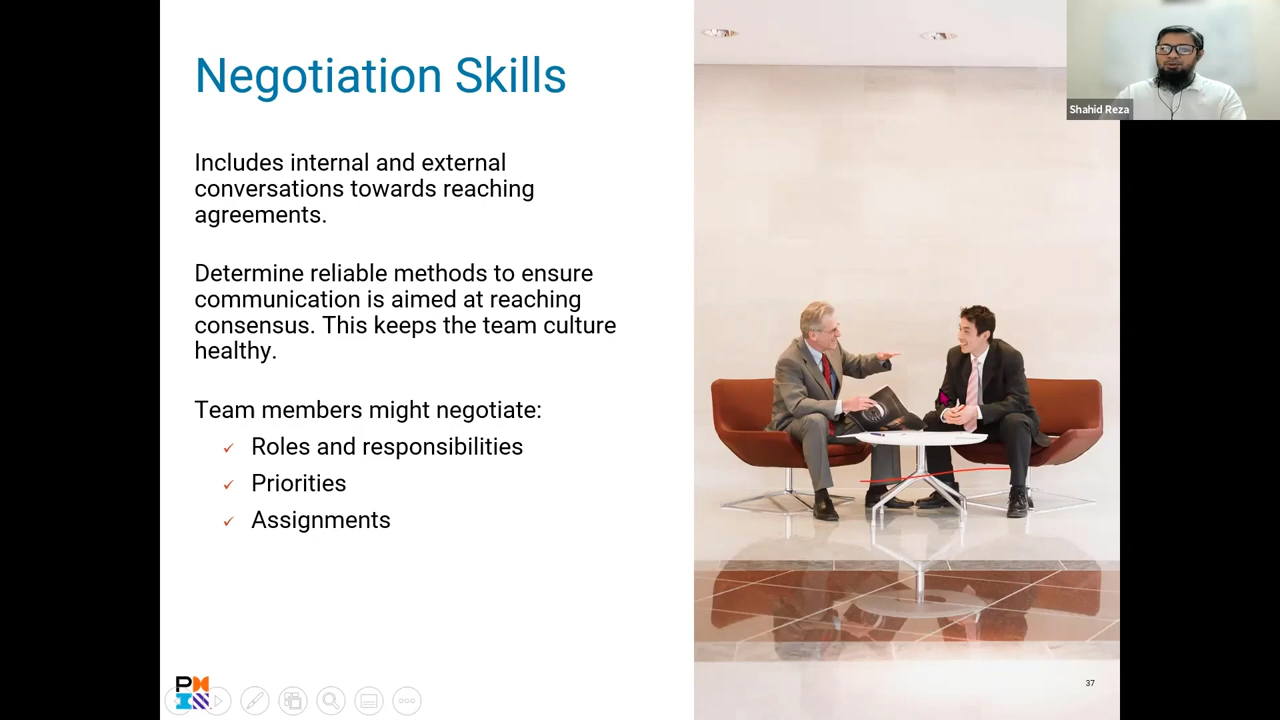 Negotiation Skills
Includes internal and external
conversations towards reaching
agreements.
Determine reliable methods to ensure
communication is aimed at reaching
consensus. This keeps the team culture
healthy.
Team members might negotiate:
Roles and responsibilities
Priorities
Assignments
Shahid Reza
37